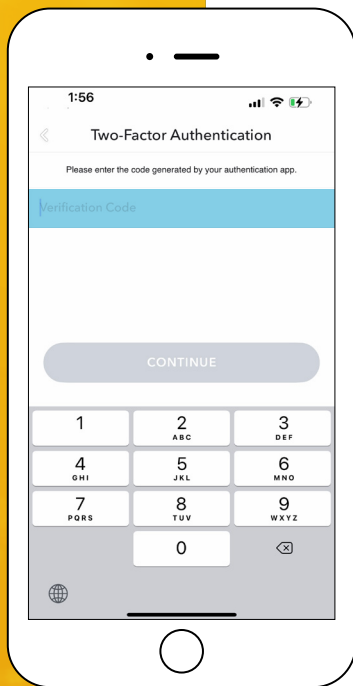 1:56
Two-Factor Authentication
Please enter the code generated by your authentication app.
Verification Code
CONTINUE
1 2 3
ABC DEF
4 5 6
GHI JKL MNO
7 8 9
PQRS TUV WXYZ
0